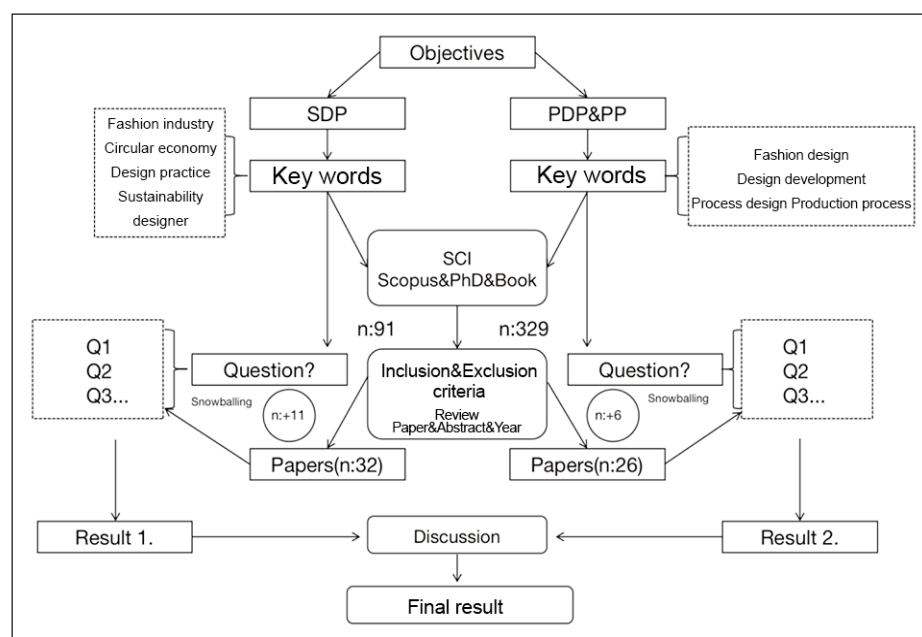 Objectives
SDP
PDP&PP
Fashion industry
Circular economy
Design practice
Sustainability
designer
Key words
Key words
Fashion design
Design development
Process design Production process
SCI
Scopus&PhD&Book
n:91
n:329
Q1
Q2
Q3...
Question?
Snowballing
n:+11
Inclusion&Exclusion
criteria
Review
Paper&Abstract&Year
Question?
Snowballing
n:+6
Q1
Q2
Q3...
Papers(n:32)
Papers(n:26)
Result 1.
Discussion
Result 2.
Final result